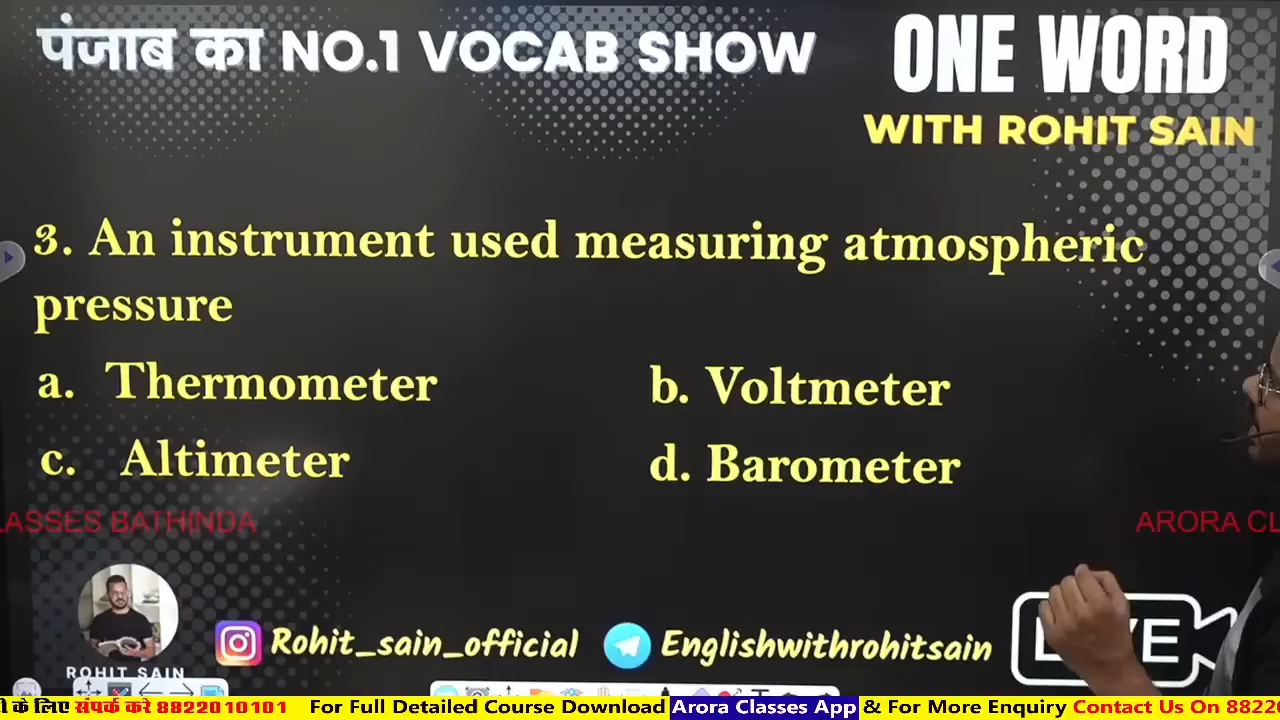 पंजाब का NO.1 VOCAB SHOW
ONE WORD
WITH ROHIT SAIN
3. An instrument used measuring atmospheric
pressure
a. Thermometer
b. Voltmeter
c. Altimeter
d. Barometer
LASSES BATHINDA
ARORA CL
ROHIT SAIN
Rohit_sain_official
Englishwithrohitsain
के लिए संपर्क करे 8822010101 For Full Detailed Course Download Arora Classes App & For More Enquiry Contact Us On 8822